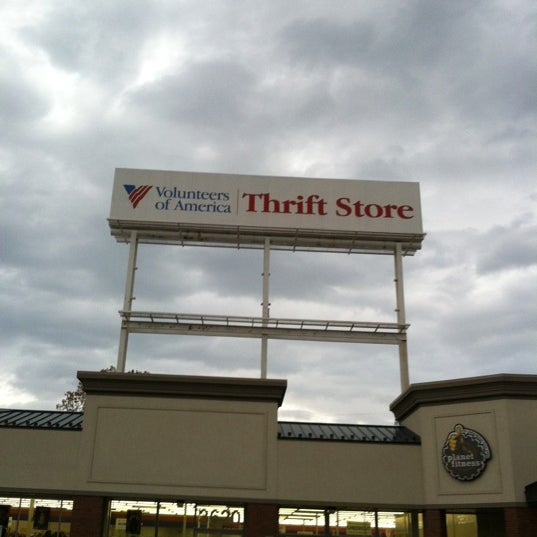 Volunteers
of America
Thrift Store
planet
fitness